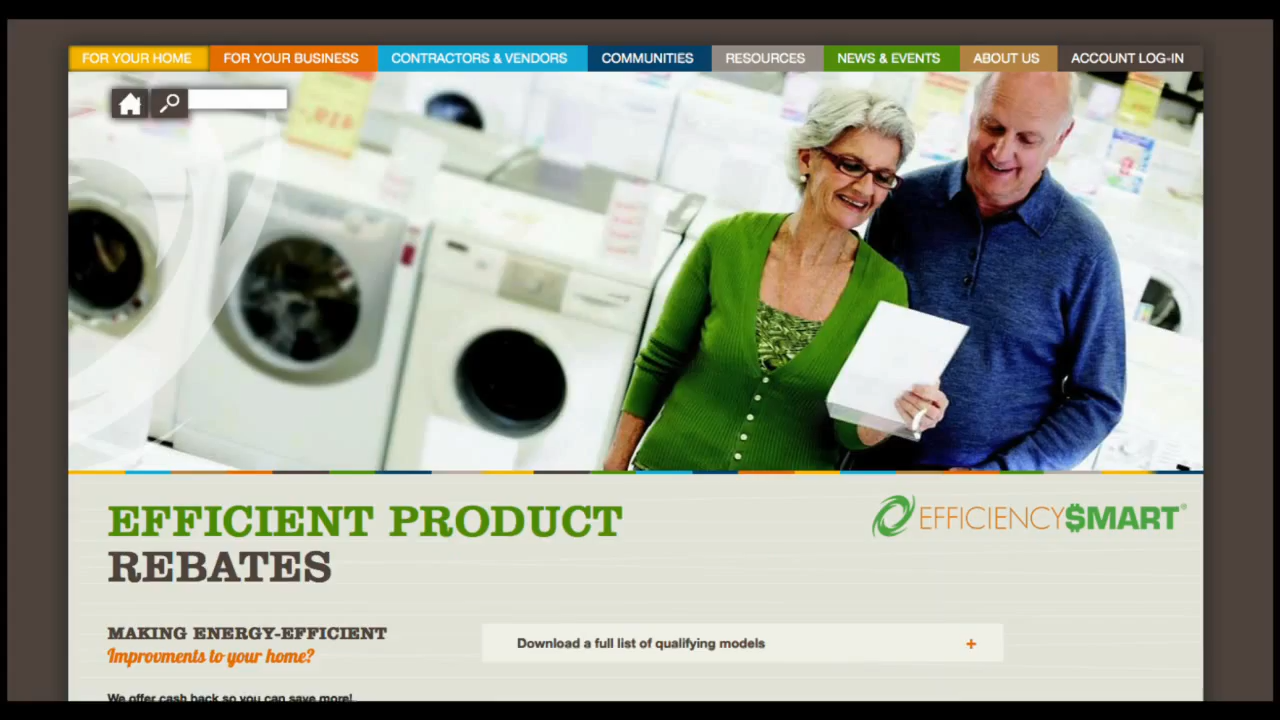 FOR YOUR HOME FOR YOUR BUSINESS CONTRACTORS & VENDORS COMMUNITIES RESOURCES NEWS & EVENTS ABOUT US ACCOUNT LOG-IN
EFFICIENT PRODUCT
REBATES
EFFICIENCY$MART®
MAKING ENERGY-EFFICIENT
Improvments to your home?
Download a full list of qualifying models +
We offer cash back so you can save more!